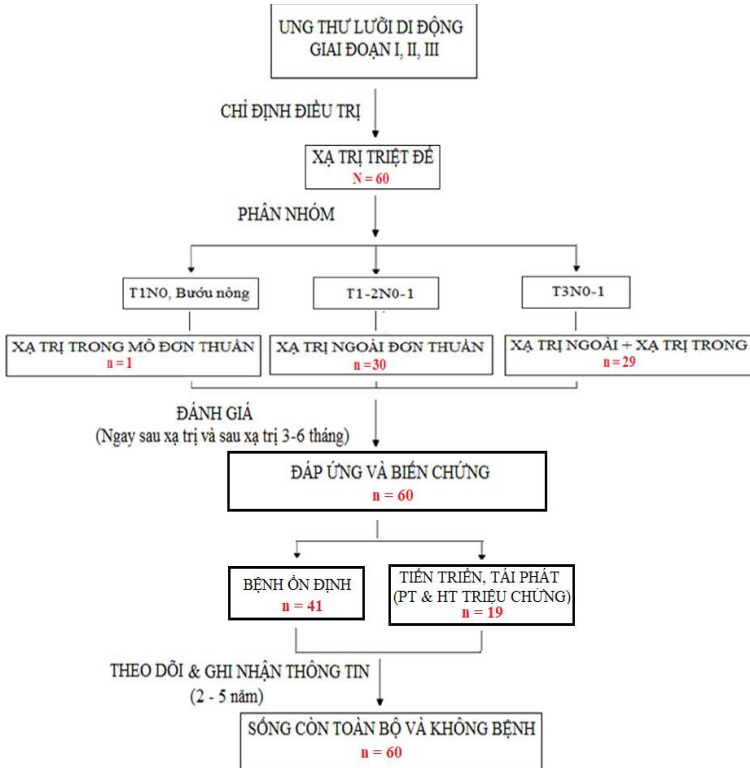 UNG THƯ LƯỠI DI ĐỘNG
GIAI ĐOẠN I, II, III
CHỈ ĐỊNH ĐIỀU TRỊ
XẠ TRỊ TRIỆT ĐỂ
N = 60
PHÂN NHÓM
T1N0, Bướu nông
T1-2N0-1
T3N0-1
XẠ TRỊ TRONG MÔ ĐƠN THUẦN
n = 1
XẠ TRỊ NGOÀI ĐƠN THUẦN
n = 30
XẠ TRỊ NGOÀI + XẠ TRỊ TRONG
n = 29
ĐÁNH GIÁ
(Ngay sau xạ trị và sau xạ trị 3-6 tháng)
ĐÁP ỨNG VÀ BIẾN CHỨNG
n = 60
BỆNH ỔN ĐỊNH
n = 41
TIẾN TRIỂN, TÁI PHÁT
(PT & HT TRIỆU CHỨNG)
n = 19
THEO DÕI & GHI NHẬN THÔNG TIN
(2 - 5 năm)
SỐNG CÒN TOÀN BỘ VÀ KHÔNG BỆNH
n = 60